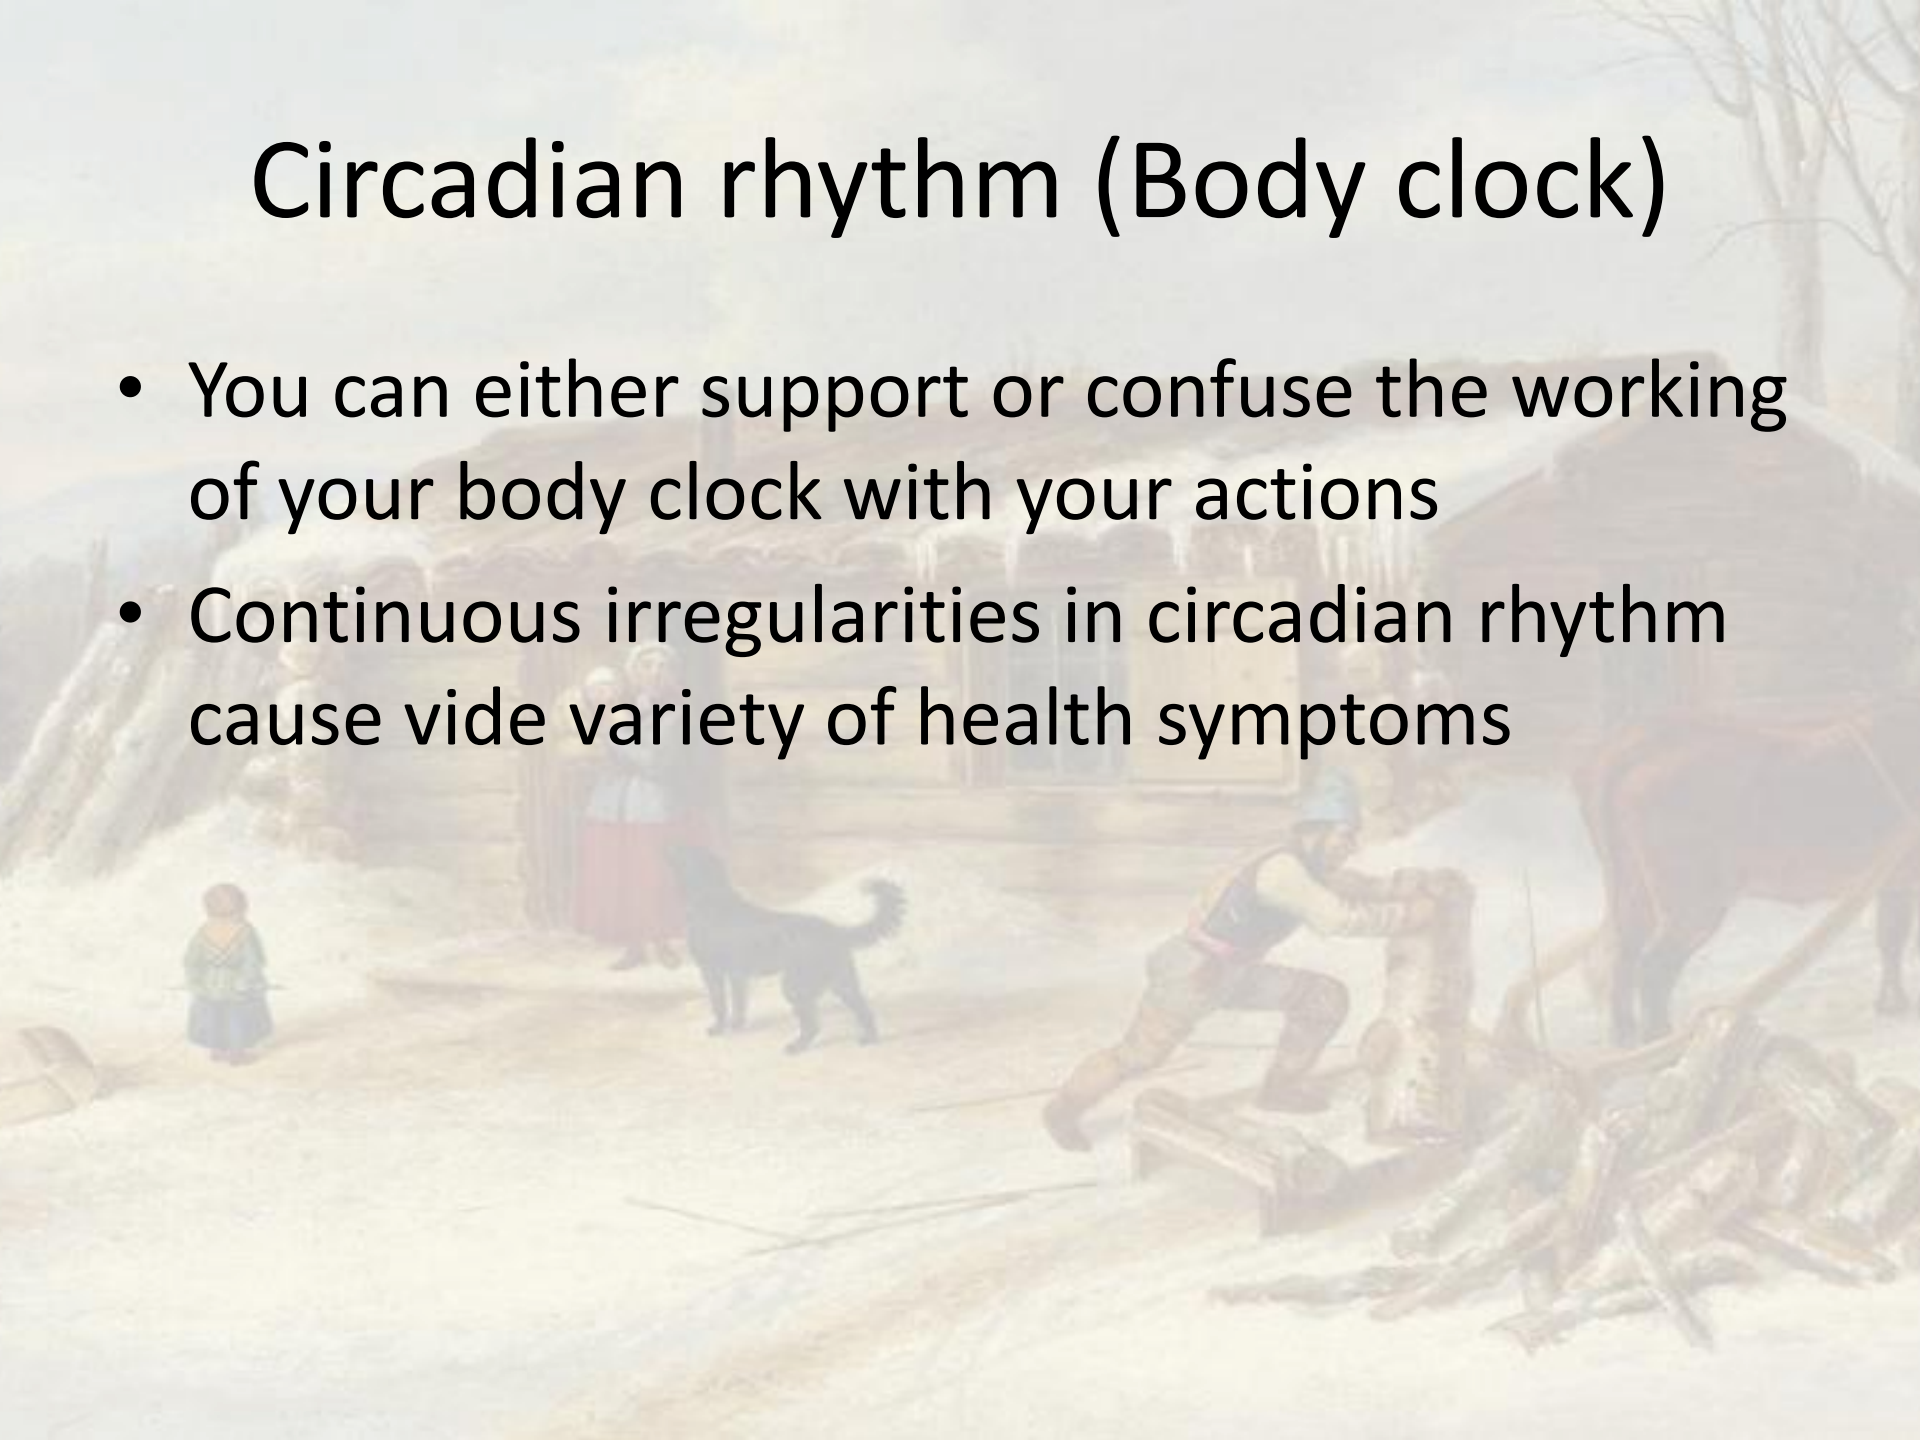 Circadian rhythm (Body clock)
• You can either support or confuse the working
of your body clock with your actions
• Continuous irregularities in circadian rhythm
cause vide variety of health symptoms